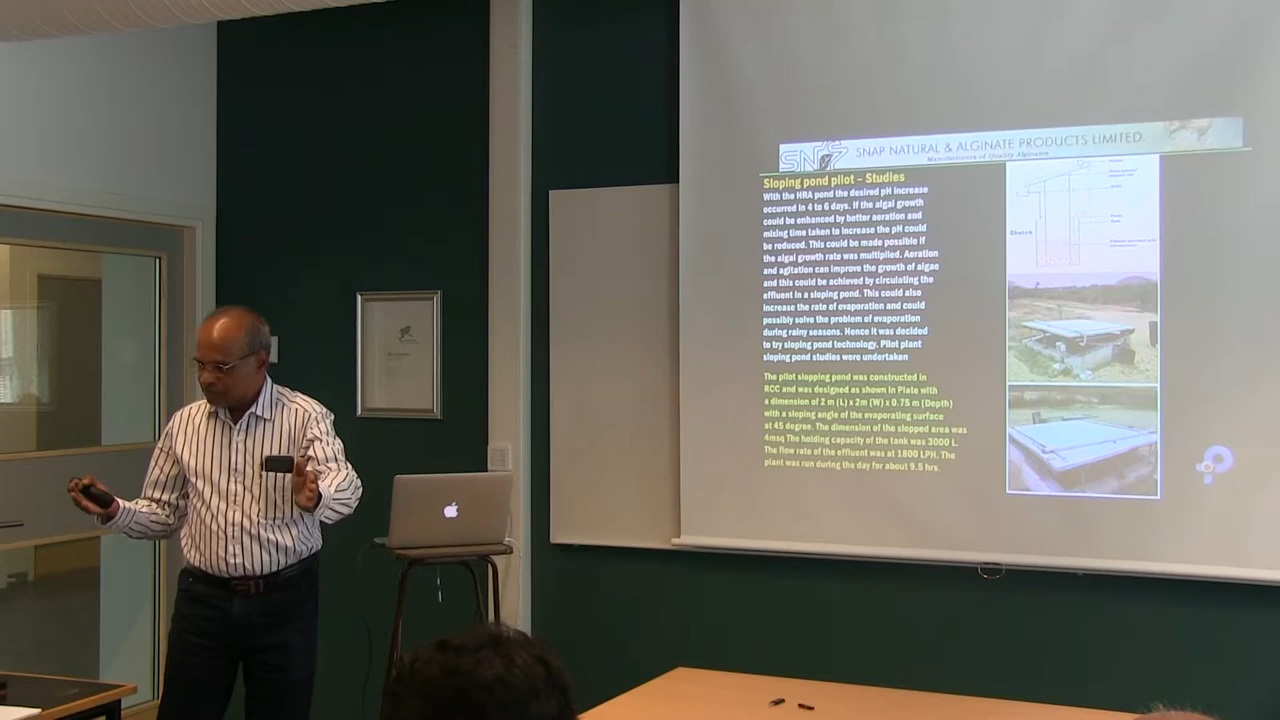 SNAP NATURAL & ALGINATE PRODUCTS LIMITED.
Manufacturers of Quality Alginates
Sloping pond pilot – Studies
With the HRA pond the desired pH increase
occurred in 4 to 6 days. If the algal growth
could be enhanced by better aeration and
mixing time taken to increase the pH could
be reduced. This could be made possible if
the algal growth rate was multiplied. Aeration
and agitation can improve the growth of algae
and this could be achieved by circulating the
effluent in a sloping pond. This could also
increase the rate of evaporation and could
possibly solve the problem of evaporation
during rainy seasons. Hence it was decided
to try sloping pond technology. Pilot plant
sloping pond studies were undertaken
The pilot slopping pond was constructed in
RCC and was designed as shown in Plate with
a dimension of 2 m (L) x 2m (W) x 0.75 m (Depth)
with a sloping angle of the evaporating surface
at 45 degree. The dimension of the slopped area was
4msq The holding capacity of the tank was 3000 L.
The flow rate of the effluent was at 1800 LPH. The
plant was run during the day for about 9.5 hrs.
Sketch